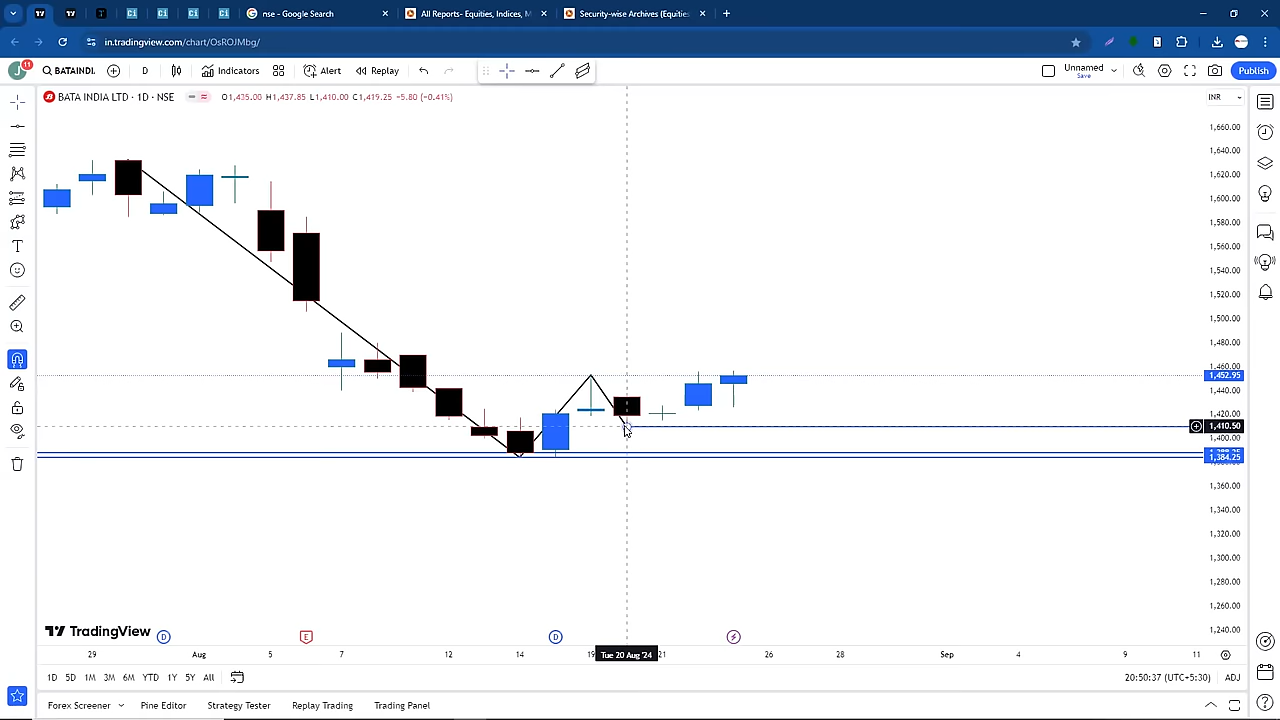 nse - Google Search
All Reports- Equities, Indices, M
Security-wise Archives (Equities
in.tradingview.com/chart/OsROJMbg/
J 11 BATAINDI. D Indicators Alert Replay Unnamed Save Publish
BATA INDIA LTD · 1D · NSE O1,435.00 H1,437.85 L1,410.00 C1,419.25 −5.80 (−0.41%) INR
1,660.00
1,640.00
1,620.00
1,600.00
1,580.00
1,560.00
1,540.00
1,520.00
1,500.00
1,480.00
1,460.00
1,452.95
1,440.00
1,420.00
1,410.50
1,400.00
1,384.25
1,360.00
1,340.00
1,320.00
1,300.00
1,280.00
1,260.00
1,240.00
TradingView D E D
29 Aug 5 7 12 14 19 Tue 20 Aug '24 21 26 28 Sep 4 9 11
1D 5D 1M 3M 6M YTD 1Y 5Y All 20:50:37 (UTC+5:30) ADJ
Forex Screener Pine Editor Strategy Tester Replay Trading Trading Panel